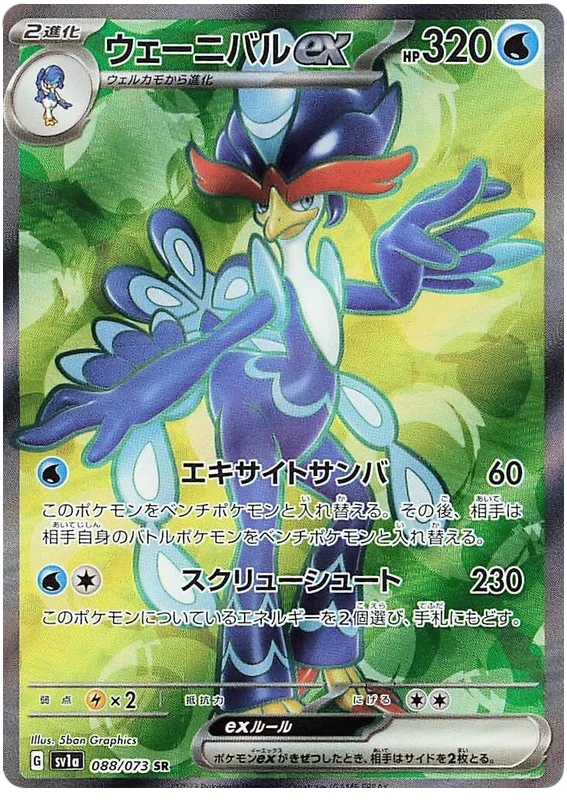 2進化
ウェーニバルex
HP320
ウェルカモから進化
エキサイトサンバ 60
このポケモンをベンチポケモンと入れ替える。その後、相手は
相手自身のバトルポケモンをベンチポケモンと入れ替える。
スクリューシュート 230
このポケモンについているエネルギーを2個選び、手札にもどす。
弱点 ×2 抵抗力 にげる
exルール
ポケモンexがきぜつしたとき、相手はサイドを2枚とる。
Illus. 5ban Graphics
G sv1a 088/073 SR